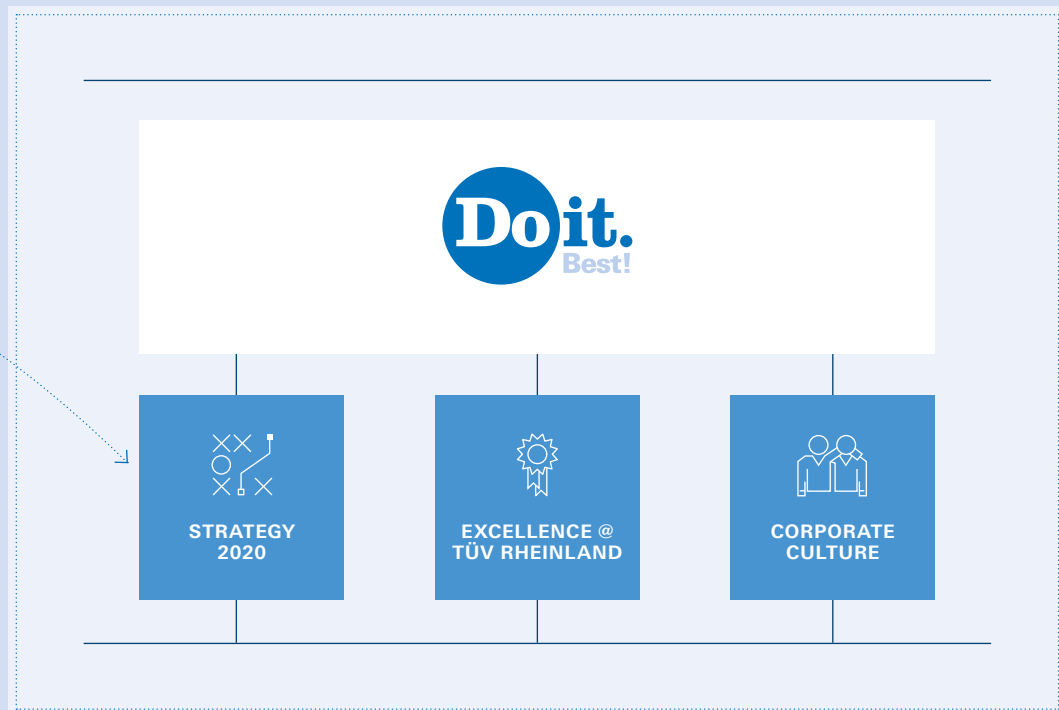 Do it.
Best!
STRATEGY
2020
EXCELLENCE @
TÜV RHEINLAND
CORPORATE
CULTURE